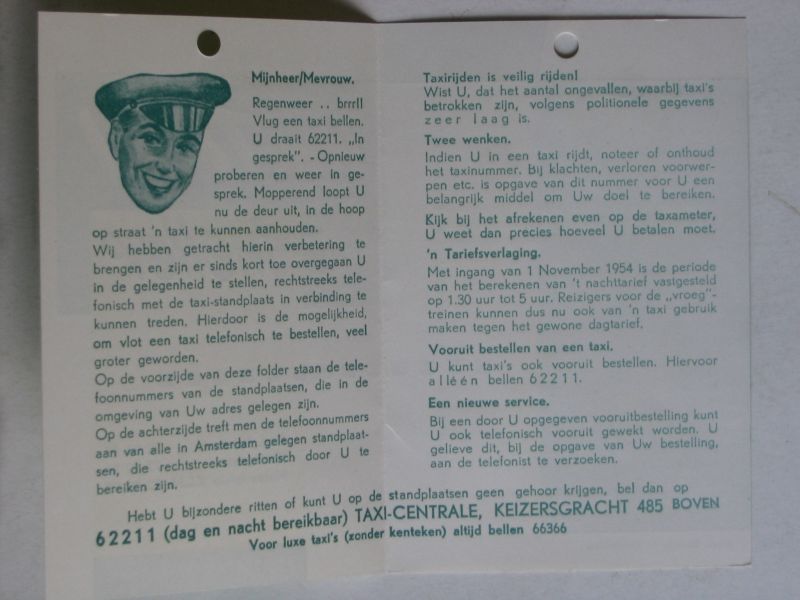 Mijnheer/Mevrouw.
Regenweer .. brrrll
Vlug een taxi bellen.
U draait 62211. „In
gesprek". - Opnieuw
proberen en weer in ge-
sprek. Mopperend loopt U
nu de deur uit, in de hoop
op straat 'n taxi te kunnen aanhouden.
Wij hebben getracht hierin verbetering te
brengen en zijn er sinds kort toe overgegaan U
in de gelegenheid te stellen, rechtstreeks tele-
fonisch met de taxi-standplaats in verbinding te
kunnen treden. Hierdoor is de mogelijkheid,
om vlot een taxi telefonisch te bestellen, veel
groter geworden.
Op de voorzijde van deze folder staan de tele-
foonnummers van de standplaatsen, die in de
omgeving van Uw adres gelegen zijn.
Op de achterzijde treft men de telefoonnummers
aan van alle in Amsterdam gelegen standplaat-
sen, die rechtstreeks telefonisch door U te
bereiken zijn.
Taxirijden is veilig rijden!
Wist U, dat het aantal ongevallen, waarbij taxi's
betrokken zijn, volgens politionele gegevens
zeer laag is.
Twee wenken.
Indien U in een taxi rijdt, noteer of onthoud
het taxinummer. Bij klachten, verloren voorwer-
pen etc. is opgave van dit nummer voor U een
belangrijk middel om Uw doel te bereiken.
Kijk bij het afrekenen even op de taxameter,
U weet dan precies hoeveel U betalen moet.
'n Tariefsverlaging.
Met ingang van 1 November 1954 is de periode
van het berekenen van 't nachttarief vastgesteld
op 1.30 uur tot 5 uur. Reizigers voor de „vroeg"-
treinen kunnen dus nu ook van 'n taxi gebruik
maken tegen het gewone dagtarief.
Vooruit bestellen van een taxi.
U kunt taxi's ook vooruit bestellen. Hiervoor
alléén bellen 62211.
Een nieuwe service.
Bij een door U opgegeven vooruitbestelling kunt
U ook telefonisch vooruit gewekt worden. U
gelieve dit, bij de opgave van Uw bestelling,
aan de telefonist te verzoeken.
Hebt U bijzondere ritten of kunt U op de standplaatsen geen gehoor krijgen, bel dan op
62211 (dag en nacht bereikbaar) TAXI-CENTRALE, KEIZERSGRACHT 485 BOVEN
Voor luxe taxi's (zonder kenteken) altijd bellen 66366